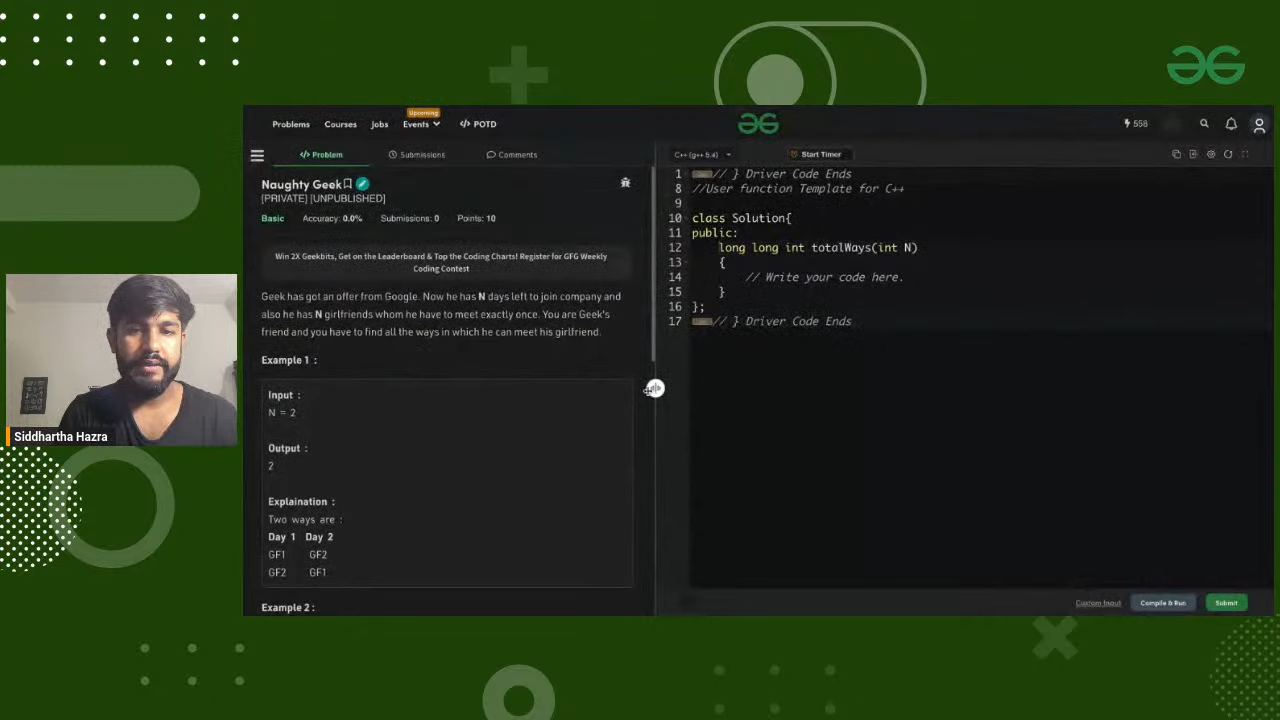 Upcoming
Problems Courses Jobs Events </> POTD
558
</> Problem Submissions Comments
C++ (g++ 5.4) Start Timer
Naughty Geek
[PRIVATE] [UNPUBLISHED]
Basic Accuracy: 0.0% Submissions: 0 Points: 10
Win 2X Geekbits, Get on the Leaderboard & Top the Coding Charts! Register for GFG Weekly
Coding Contest
Geek has got an offer from Google. Now he has N days left to join company and
also he has N girlfriends whom he have to meet exactly once. You are Geek's
friend and you have to find all the ways in which he can meet his girlfriend.
Example 1 :
Input :
N = 2
Output :
2
Explaination :
Two ways are :
Day 1 Day 2
GF1 GF2
GF2 GF1
Example 2 :
1 // } Driver Code Ends
8 //User function Template for C++
9
10 class Solution{
11 public:
12 long long int totalWays(int N)
13 {
14 // Write your code here.
15 }
16 };
17 // } Driver Code Ends
Custom Input Compile & Run Submit
Siddhartha Hazra